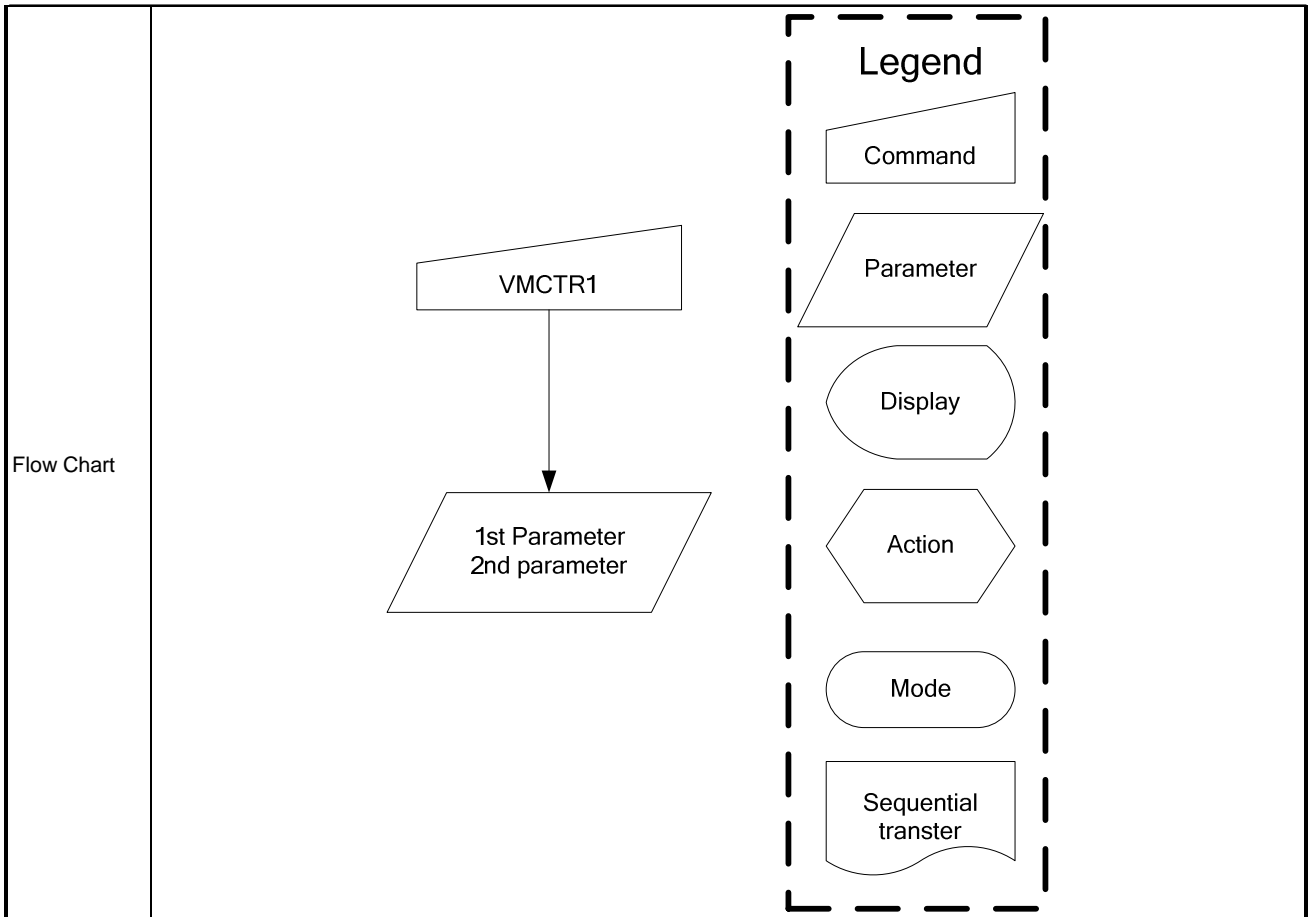 Flow Chart
VMCTR1
1st Parameter
2nd parameter
Legend
Command
Parameter
Display
Action
Mode
Sequential
transter